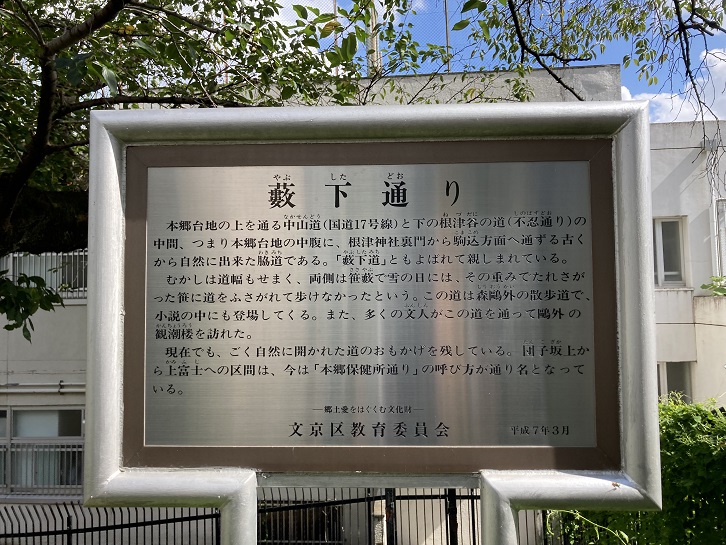 藪下通り
本郷台地の上を通る中山道(国道17号線)と下の根津谷の道(不忍通り)の
中間、つまり本郷台地の中腹に、根津神社裏門から駒込方面へ通ずる古く
から自然に出来た脇道である。「藪下道」ともよばれて親しまれている。
むかしは道幅もせまく、両側は笹藪で雪の日には、その重みでたれさが
った笹に道をふさがれて歩けなかったという。この道は森鷗外の散歩道で、
小説の中にも登場してくる。また、多くの文人がこの道を通って鷗外の
観潮楼を訪れた。
現在でも、ごく自然に開かれた道のおもかげを残している。団子坂上か
ら上富士への区間は、今は「本郷保健所通り」の呼び方が通り名となって
いる。
―郷土愛をはぐくむ文化財―
文京区教育委員会 平成7年3月